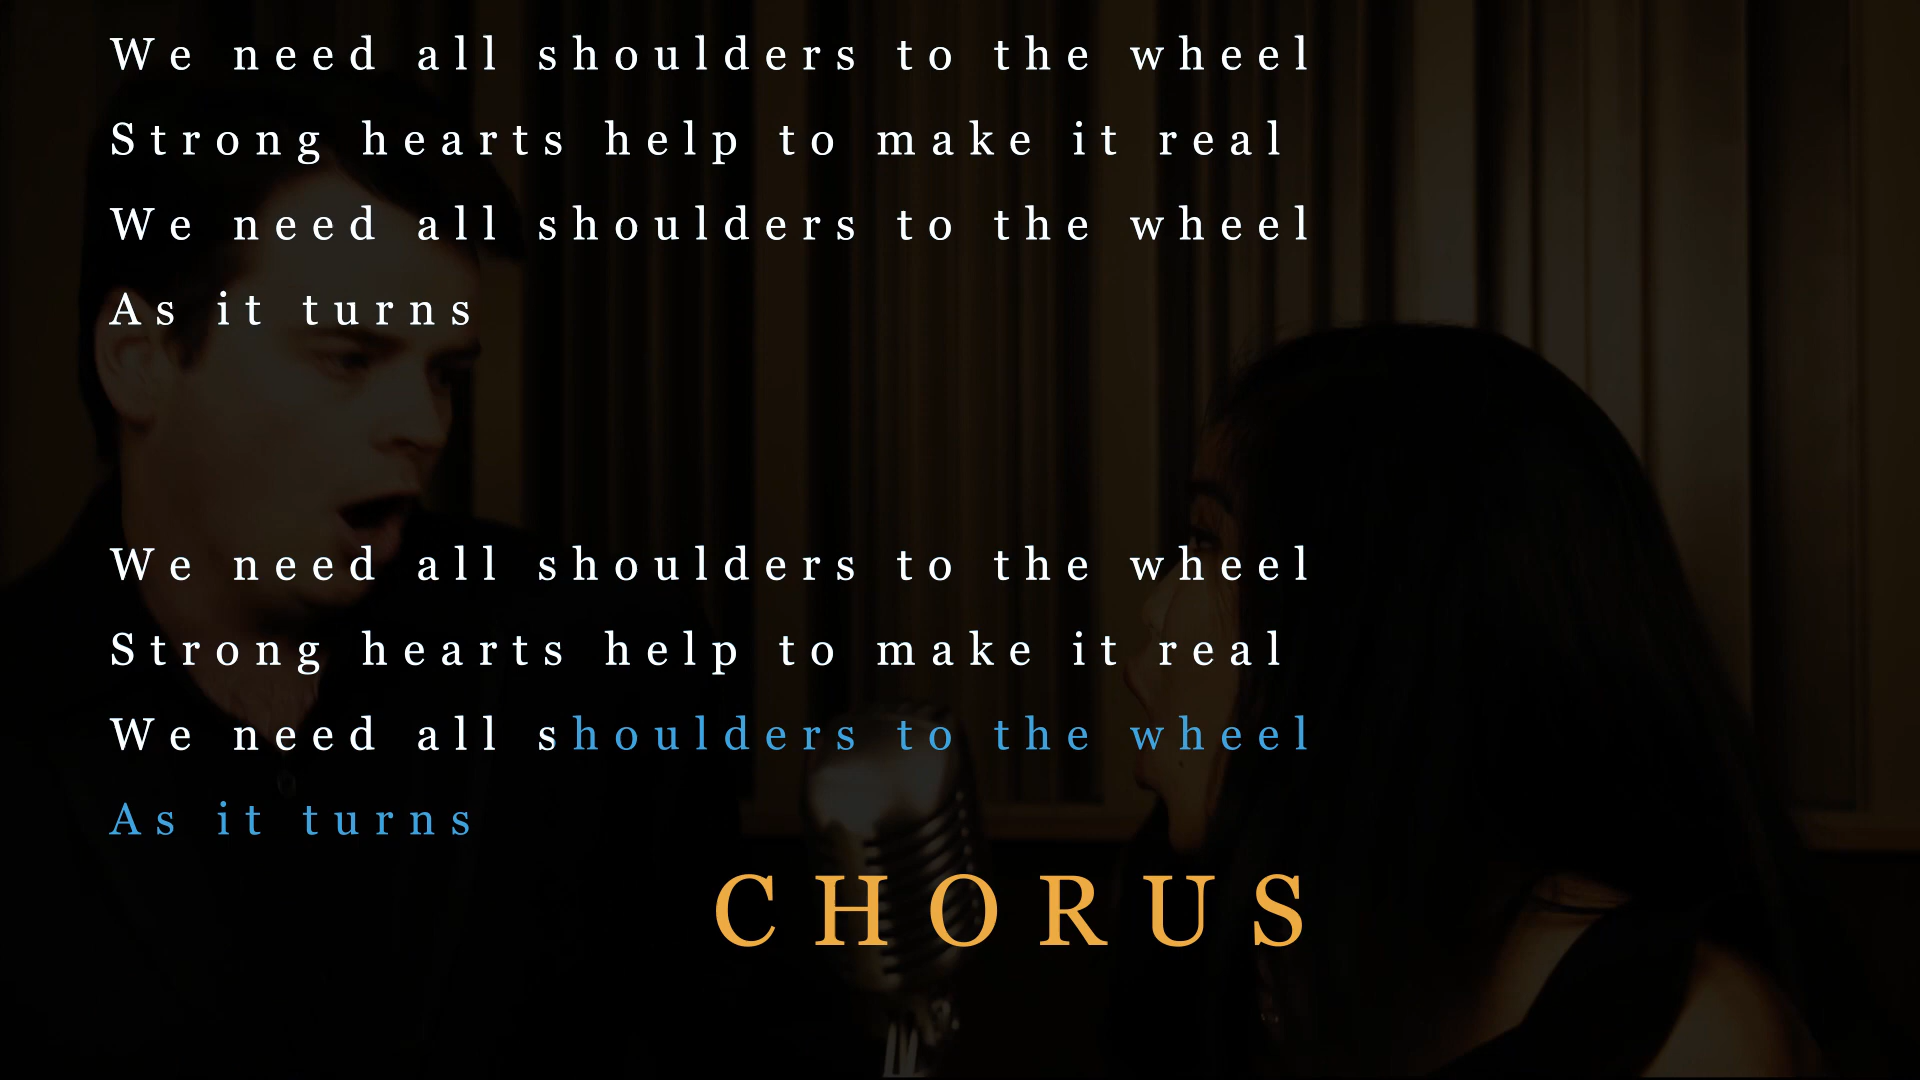 We need all shoulders to the wheel
Strong hearts help to make it real
We need all shoulders to the wheel
As it turns
We need all shoulders to the wheel
Strong hearts help to make it real
We need all shoulders to the wheel
As it turns
CHORUS